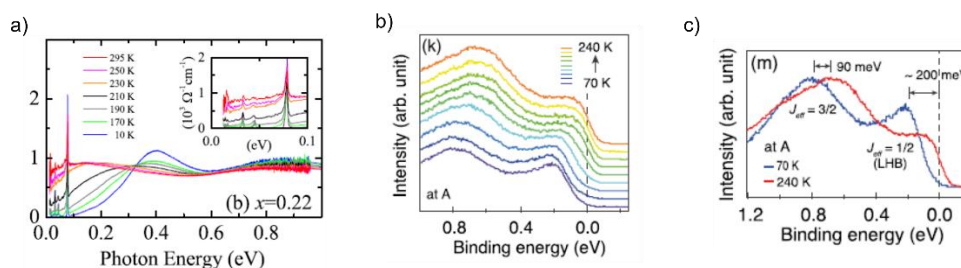 a)
2
1
0
295 K
250 K
230 K
210 K
190 K
170 K
10 K
(10³ Ω⁻¹cm⁻¹)
2
1
0
0.0
(eV)
0.1
(b) x=0.22
0.0 0.2 0.4 0.6 0.8
Photon Energy (eV)
b)
(k)
240 K
70 K
Intensity (arb. unit)
at A
0.8 0.4 0.0
Binding energy (eV)
c)
(m)
90 meV
~ 200 meV
Intensity (arb. unit)
Jeff = 3/2
Jeff = 1/2
(LHB)
at A
70 K
240 K
1.2 0.8 0.4 0.0
Binding energy (eV)